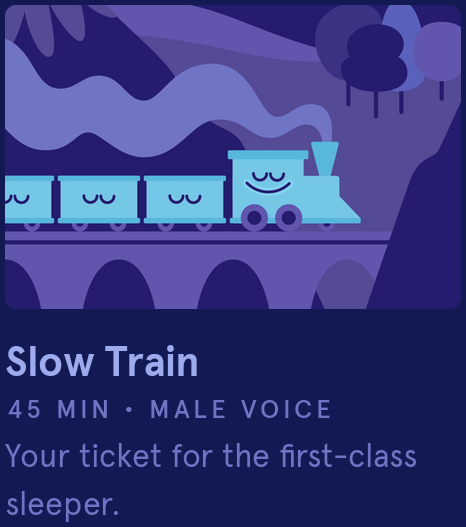 Slow Train
45 MIN • MALE VOICE
Your ticket for the first-class
sleeper.